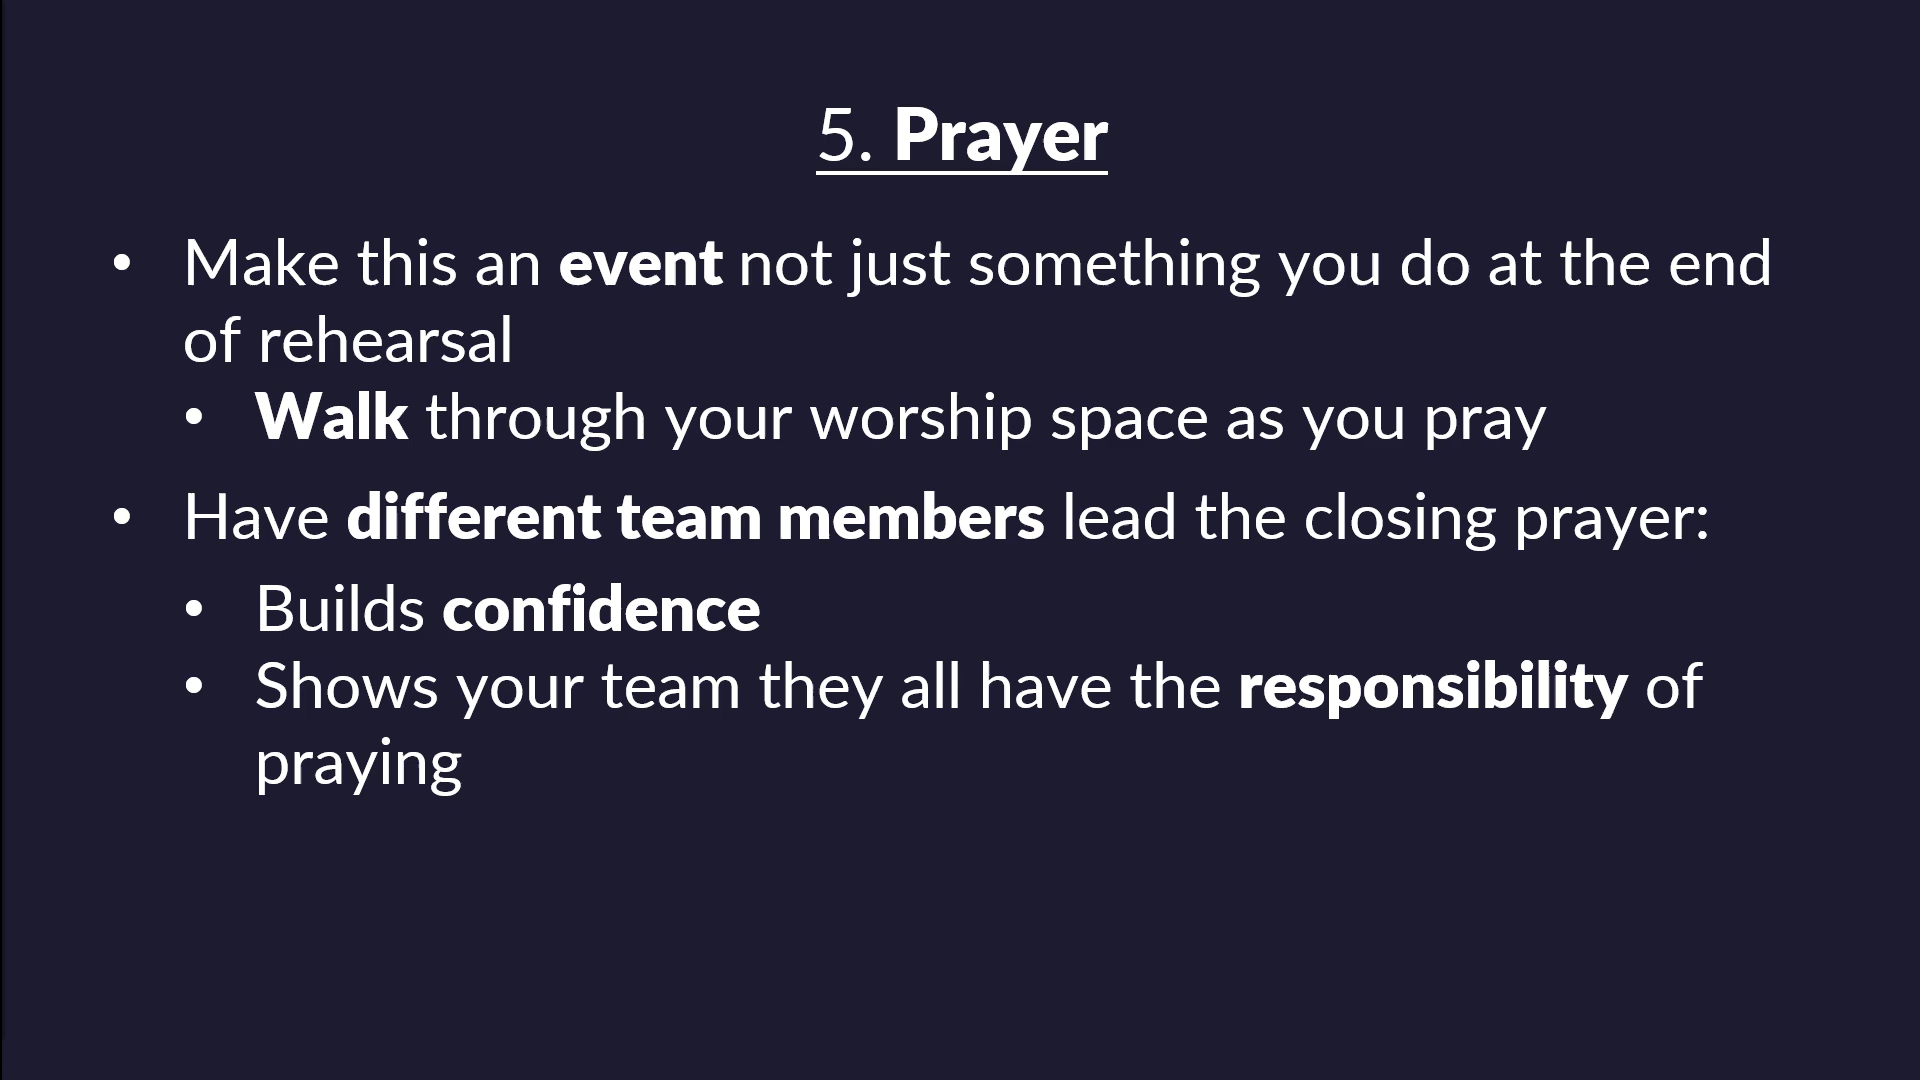 5. Prayer
• Make this an event not just something you do at the end
of rehearsal
• Walk through your worship space as you pray
• Have different team members lead the closing prayer:
• Builds confidence
• Shows your team they all have the responsibility of
praying